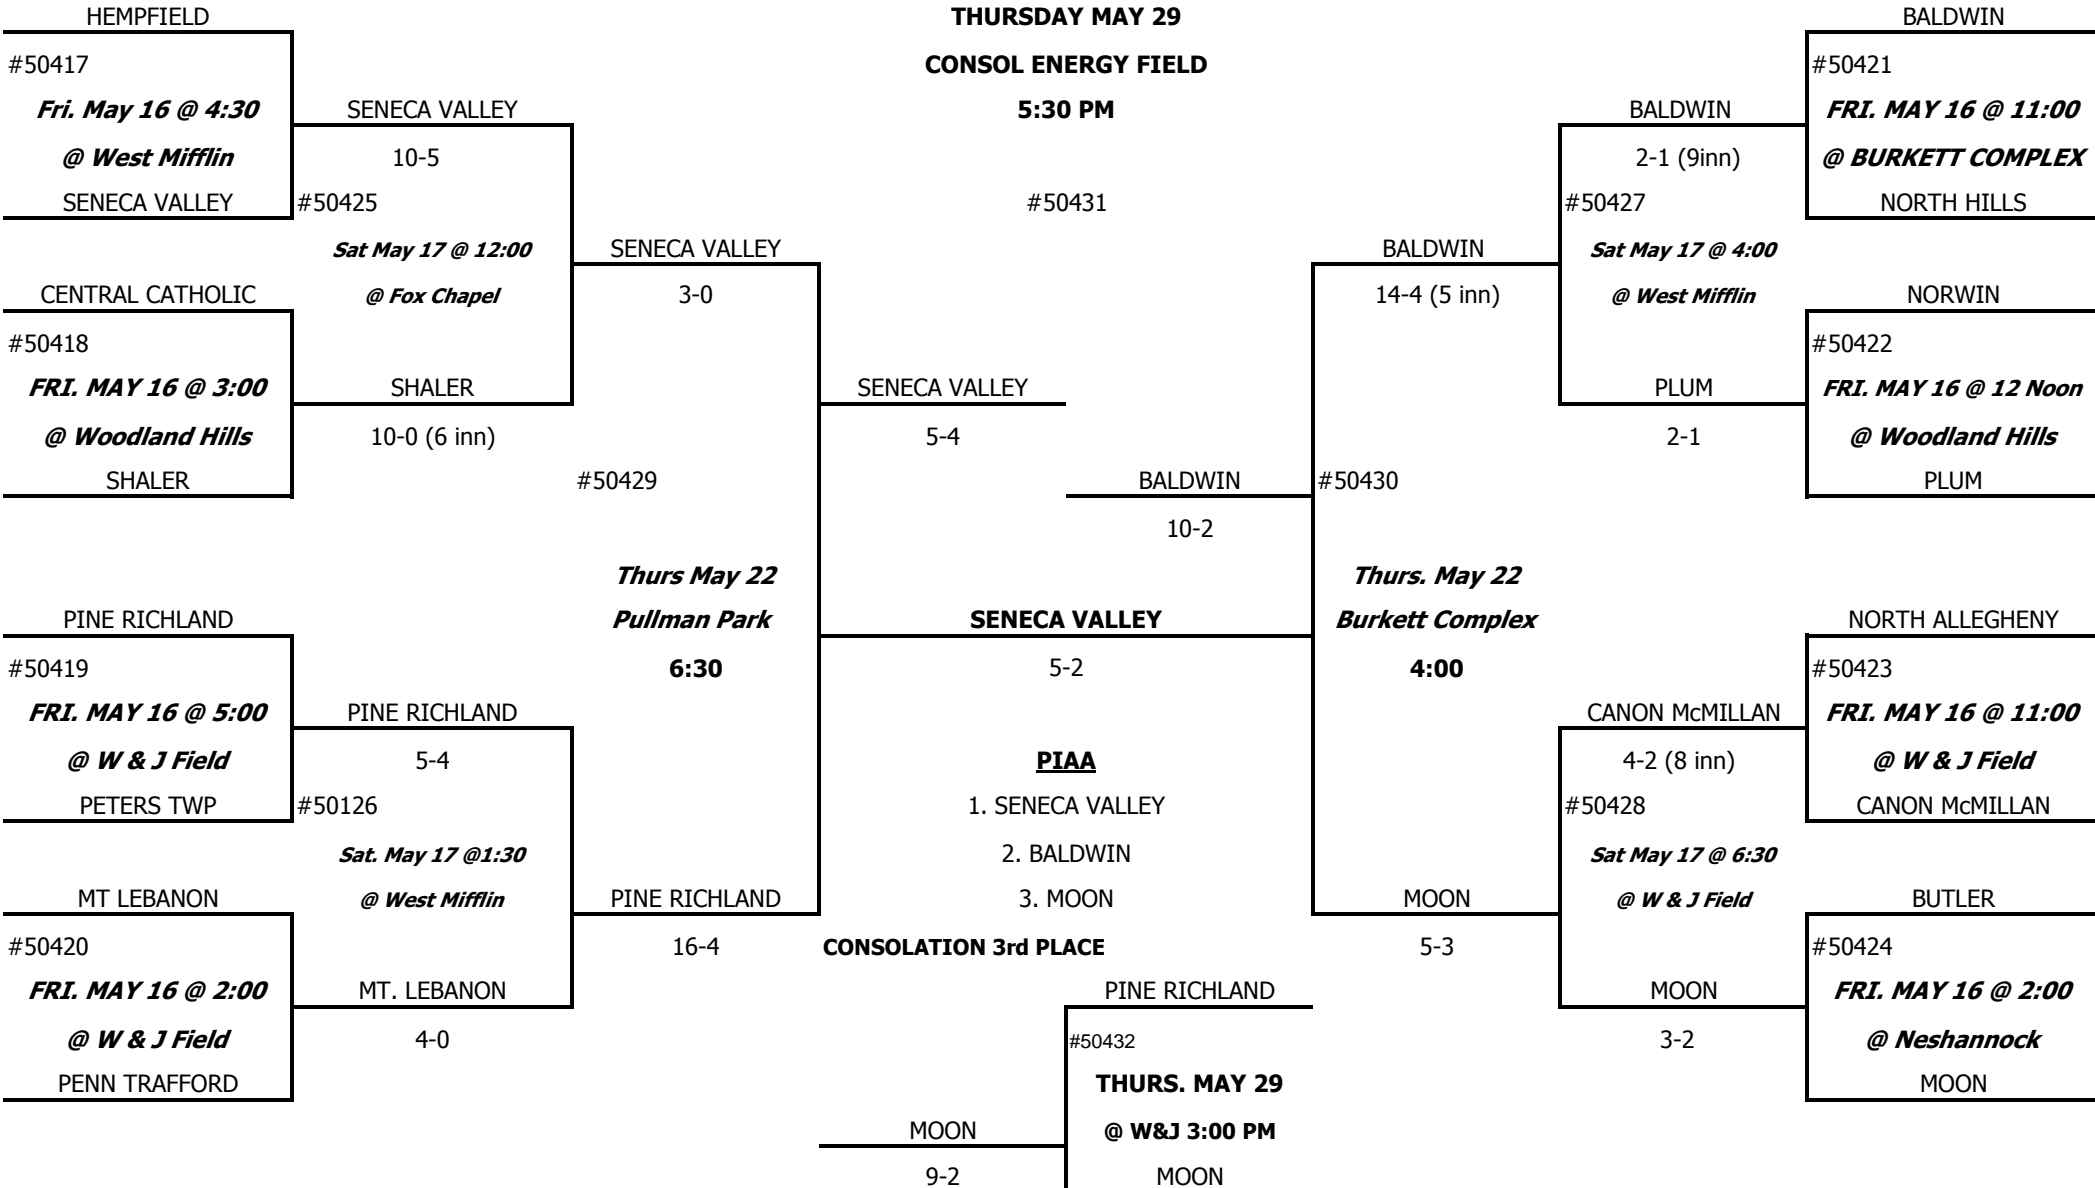 HEMPFIELD
#50417
Fri. May 16 @ 4:30
@ West Mifflin
SENECA VALLEY
CENTRAL CATHOLIC
#50418
FRI. MAY 16 @ 3:00
@ Woodland Hills
SHALER
PINE RICHLAND
#50419
FRI. MAY 16 @ 5:00
@ W & J Field
PETERS TWP
MT LEBANON
#50420
FRI. MAY 16 @ 2:00
@ W & J Field
PENN TRAFFORD
SENECA VALLEY
10-5
#50425
Sat May 17 @ 12:00
@ Fox Chapel
SHALER
10-0 (6 inn)
PINE RICHLAND
5-4
#50126
Sat. May 17 @1:30
@ West Mifflin
MT. LEBANON
4-0
SENECA VALLEY
3-0
#50429
Thurs May 22
Pullman Park
6:30
PINE RICHLAND
16-4
THURSDAY MAY 29
CONSOL ENERGY FIELD
5:30 PM
#50431
SENECA VALLEY
5-4
BALDWIN
10-2
SENECA VALLEY
5-2
PIAA
1. SENECA VALLEY
2. BALDWIN
3. MOON
CONSOLATION 3rd PLACE
PINE RICHLAND
#50432
THURS. MAY 29
@ W&J 3:00 PM
MOON
MOON
9-2
BALDWIN
14-4 (5 inn)
#50430
Thurs. May 22
Burkett Complex
4:00
MOON
5-3
BALDWIN
2-1 (9inn)
#50427
Sat May 17 @ 4:00
@ West Mifflin
PLUM
2-1
CANON McMILLAN
4-2 (8 inn)
#50428
Sat May 17 @ 6:30
@ W & J Field
MOON
3-2
BALDWIN
#50421
FRI. MAY 16 @ 11:00
@ BURKETT COMPLEX
NORTH HILLS
NORWIN
#50422
FRI. MAY 16 @ 12 Noon
@ Woodland Hills
PLUM
NORTH ALLEGHENY
#50423
FRI. MAY 16 @ 11:00
@ W & J Field
CANON McMILLAN
BUTLER
#50424
FRI. MAY 16 @ 2:00
@ Neshannock
MOON